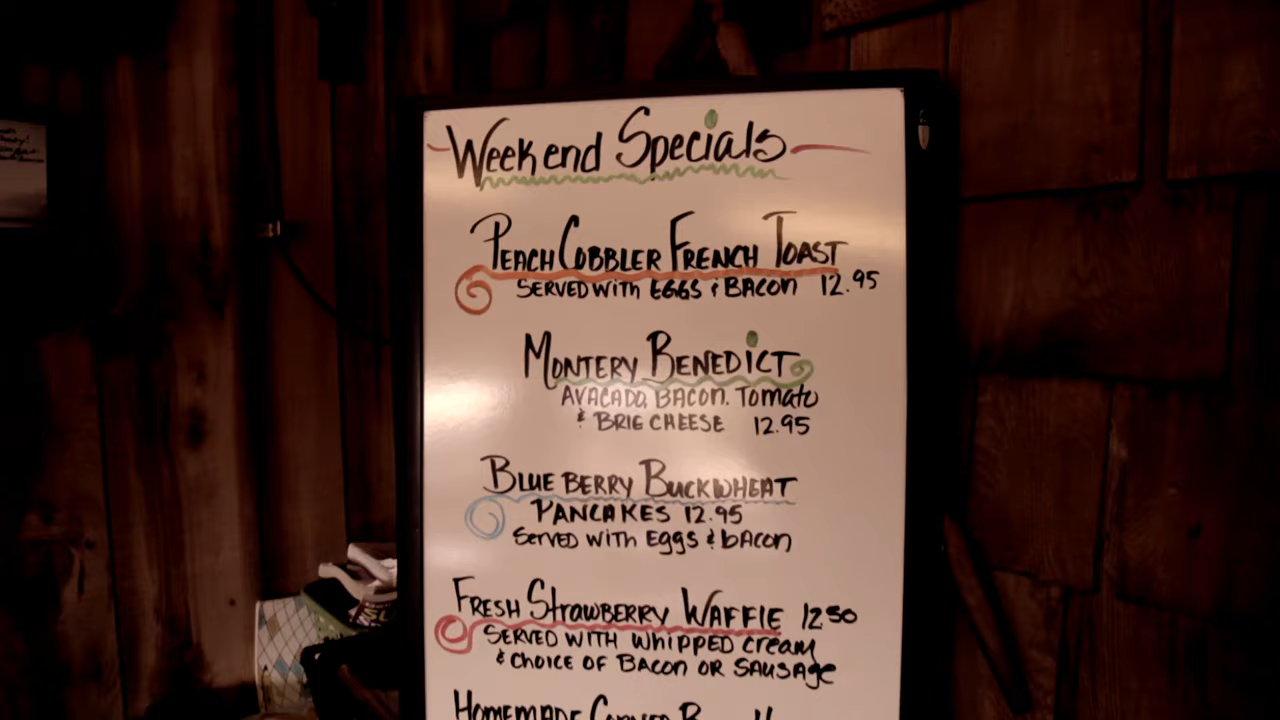 Weekend Specials
PEACH COBBLER FRENCH TOAST
SERVED WITH EGGS & BACON 12.95
MONTERY BENEDICT
AVACADO, BACON, TOMATO
& BRIE CHEESE 12.95
BLUE BERRY BUCKWHEAT
PANCAKES 12.95
SERVED WITH EGGS & BACON
FRESH STRAWBERRY WAFFIE 12.50
SERVED WITH WHIPPED CREAM
& CHOICE OF BACON OR SAUSAGE
HOMEMADE